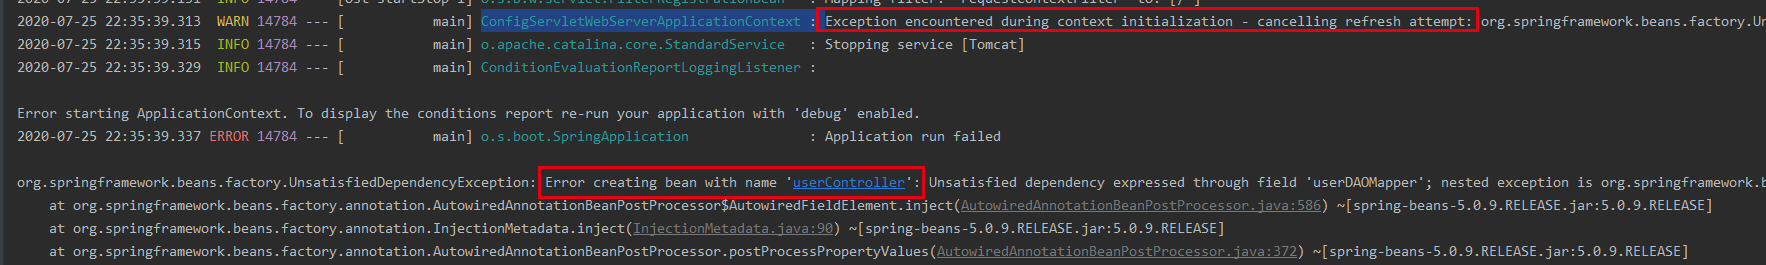 2020-07-25 22:35:39.313  WARN 14784 --- [           main] ConfigServletWebServerApplicationContext : Exception encountered during context initialization - cancelling refresh attempt: org.springframework.beans.factory.Un
2020-07-25 22:35:39.315  INFO 14784 --- [           main] o.apache.catalina.core.StandardService   : Stopping service [Tomcat]
2020-07-25 22:35:39.329  INFO 14784 --- [           main] ConditionEvaluationReportLoggingListener :
Error starting ApplicationContext. To display the conditions report re-run your application with 'debug' enabled.
2020-07-25 22:35:39.337 ERROR 14784 --- [           main] o.s.boot.SpringApplication               : Application run failed
org.springframework.beans.factory.UnsatisfiedDependencyException: Error creating bean with name 'userController': Unsatisfied dependency expressed through field 'userDAOMapper'; nested exception is org.springframework.b
    at org.springframework.beans.factory.annotation.AutowiredAnnotationBeanPostProcessor$AutowiredFieldElement.inject(AutowiredAnnotationBeanPostProcessor.java:586) ~[spring-beans-5.0.9.RELEASE.jar:5.0.9.RELEASE]
    at org.springframework.beans.factory.annotation.InjectionMetadata.inject(InjectionMetadata.java:90) ~[spring-beans-5.0.9.RELEASE.jar:5.0.9.RELEASE]
    at org.springframework.beans.factory.annotation.AutowiredAnnotationBeanPostProcessor.postProcessPropertyValues(AutowiredAnnotationBeanPostProcessor.java:372) ~[spring-beans-5.0.9.RELEASE.jar:5.0.9.RELEASE]